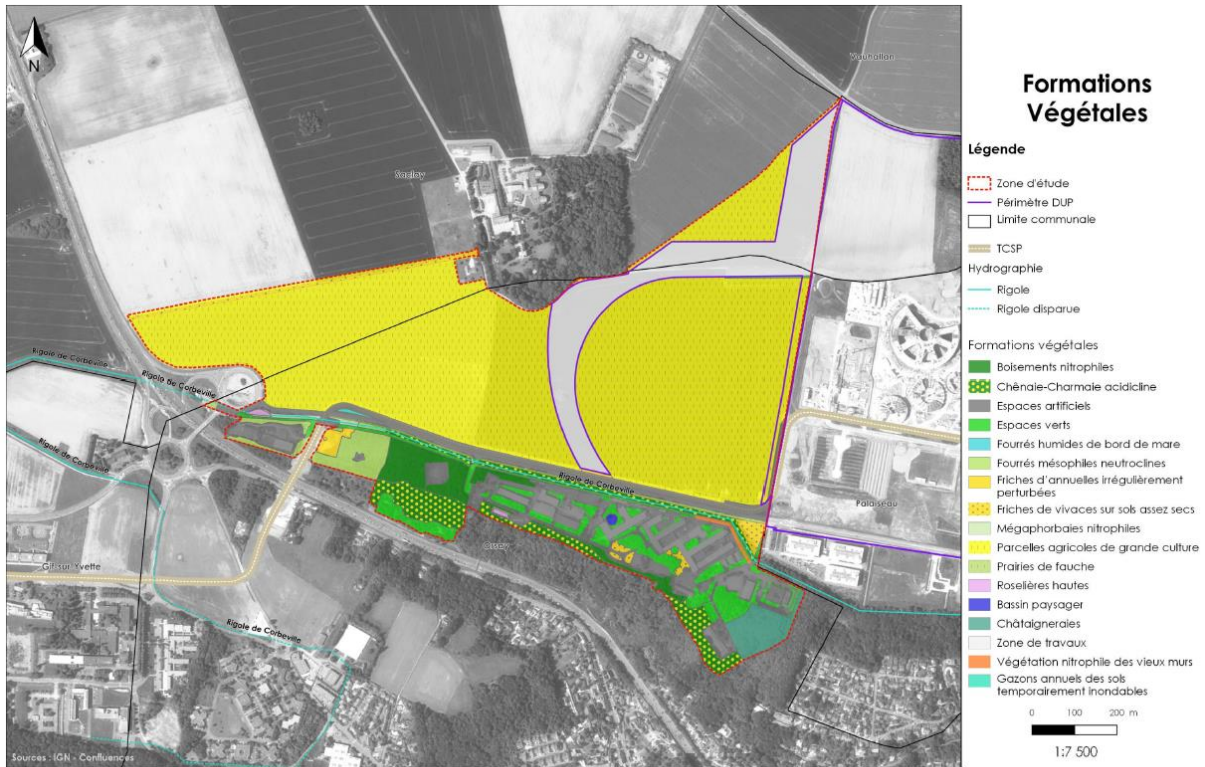 N
Vauhallan
Saclay
Rigole de Corbeville
Rigole de Corbeville
Rigole de Corbeville
Rigole de Corbeville
Palaiseau
Orsay
Gif-sur-Yvette
Rigole de Corbeville
Sources : IGN - Confluences
Formations
Végétales
Légende
Zone d'étude
Périmètre DUP
Limite communale
TCSP
Hydrographie
Rigole
Rigole disparue
Formations végétales
Boisements nitrophiles
Chênaie-Charmaie acidicline
Espaces artificiels
Espaces verts
Fourrés humides de bord de mare
Fourrés mésophiles neutroclines
Friches d'annuelles irrégulièrement
perturbées
Friches de vivaces sur sols assez secs
Mégaphorbaies nitrophiles
Parcelles agricoles de grande culture
Prairies de fauche
Roselières hautes
Bassin paysager
Châtaigneraies
Zone de travaux
Végétation nitrophile des vieux murs
Gazons annuels des sols
temporairement inondables
0 100 200 m
1:7 500